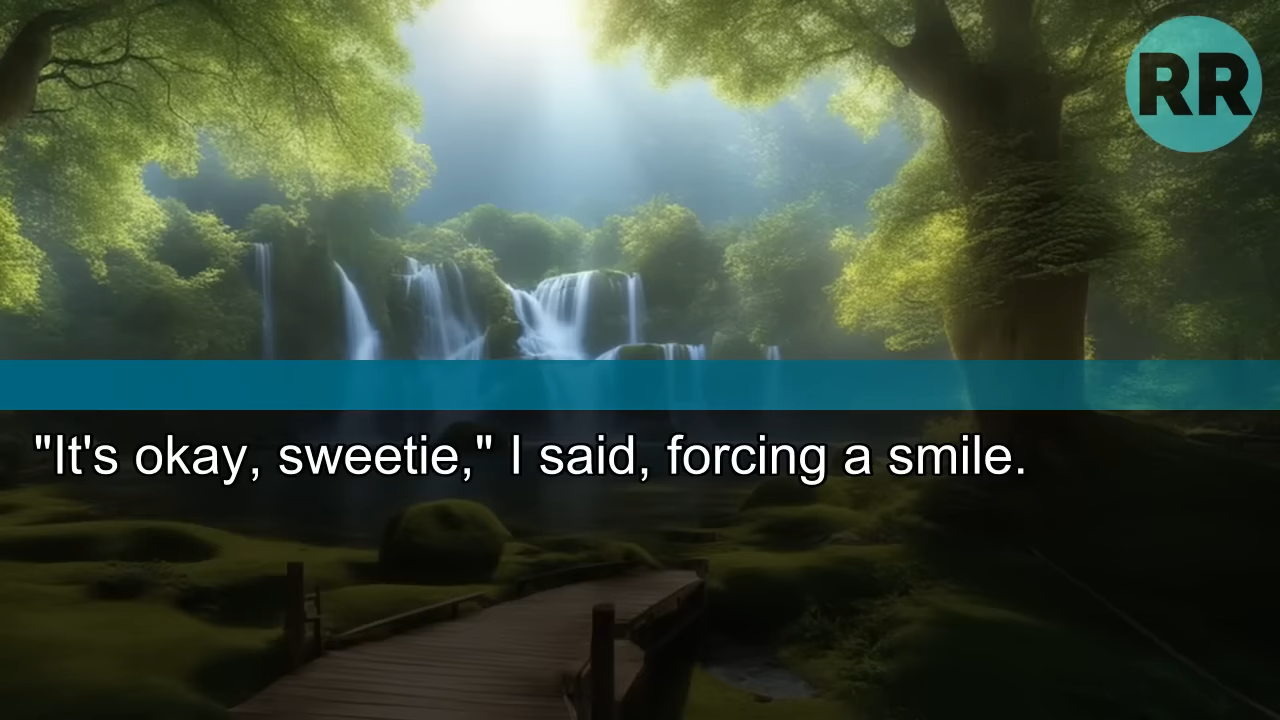 RR
"It's okay, sweetie," I said, forcing a smile.